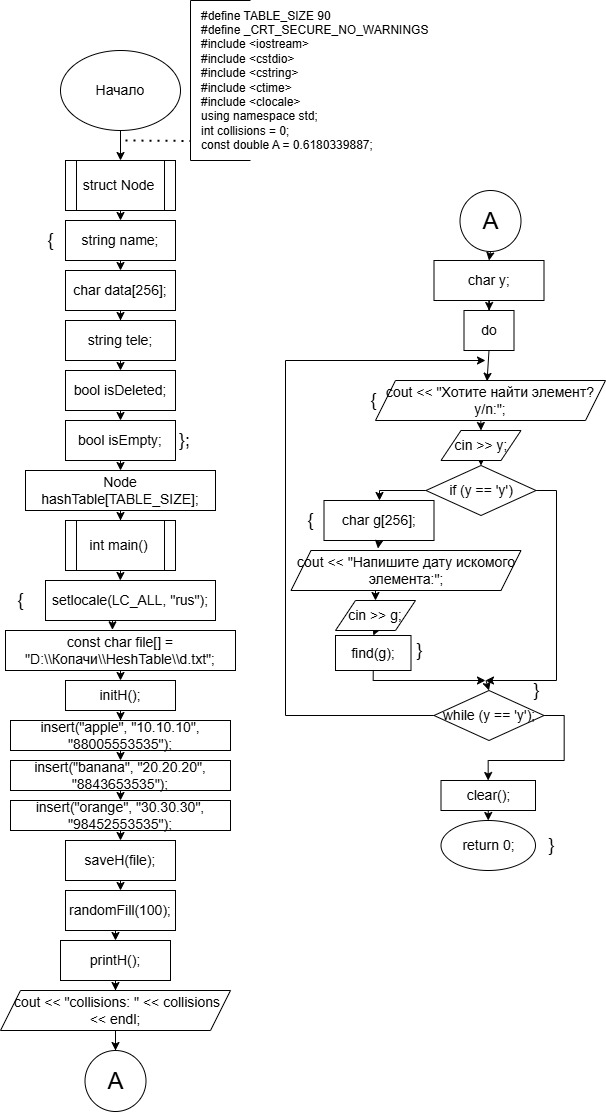 #define TABLE_SIZE 90
#define _CRT_SECURE_NO_WARNINGS
#include <iostream>
#include <cstdio>
#include <cstring>
#include <ctime>
#include <clocale>
using namespace std;
int collisions = 0;
const double A = 0.6180339887;
Начало
struct Node
{
string name;
char data[256];
string tele;
bool isDeleted;
bool isEmpty;
};
Node
hashTable[TABLE_SIZE];
int main()
{
setlocale(LC_ALL, "rus");
const char file[] =
"D:\\Копачи\\HeshTable\\d.txt";
initH();
insert("apple", "10.10.10",
"88005553535");
insert("banana", "20.20.20",
"8843653535");
insert("orange", "30.30.30",
"98452553535");
saveH(file);
randomFill(100);
printH();
cout << "collisions: " << collisions
<< endl;
A
A
char y;
do
{
cout << "Хотите найти элемент?
y/n:";
cin >> y;
if (y == 'y')
{
char g[256];
cout << "Напишите дату искомого
элемента:";
cin >> g;
find(g);
}
}
while (y == 'y');
clear();
return 0;
}